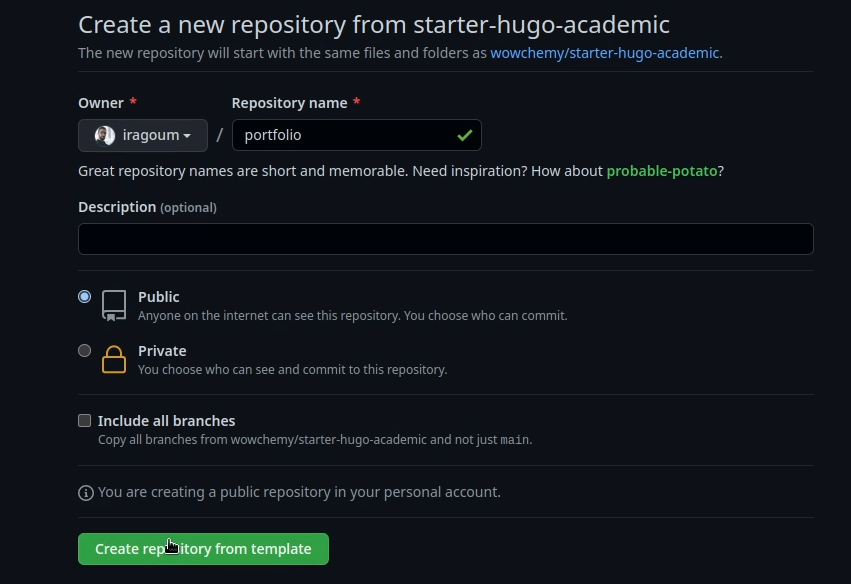 Create a new repository from starter-hugo-academic
The new repository will start with the same files and folders as wowchemy/starter-hugo-academic.
Owner * Repository name *
iragoum / portfolio
Great repository names are short and memorable. Need inspiration? How about probable-potato?
Description (optional)
Public
Anyone on the internet can see this repository. You choose who can commit.
Private
You choose who can see and commit to this repository.
Include all branches
Copy all branches from wowchemy/starter-hugo-academic and not just main.
You are creating a public repository in your personal account.
Create repository from template